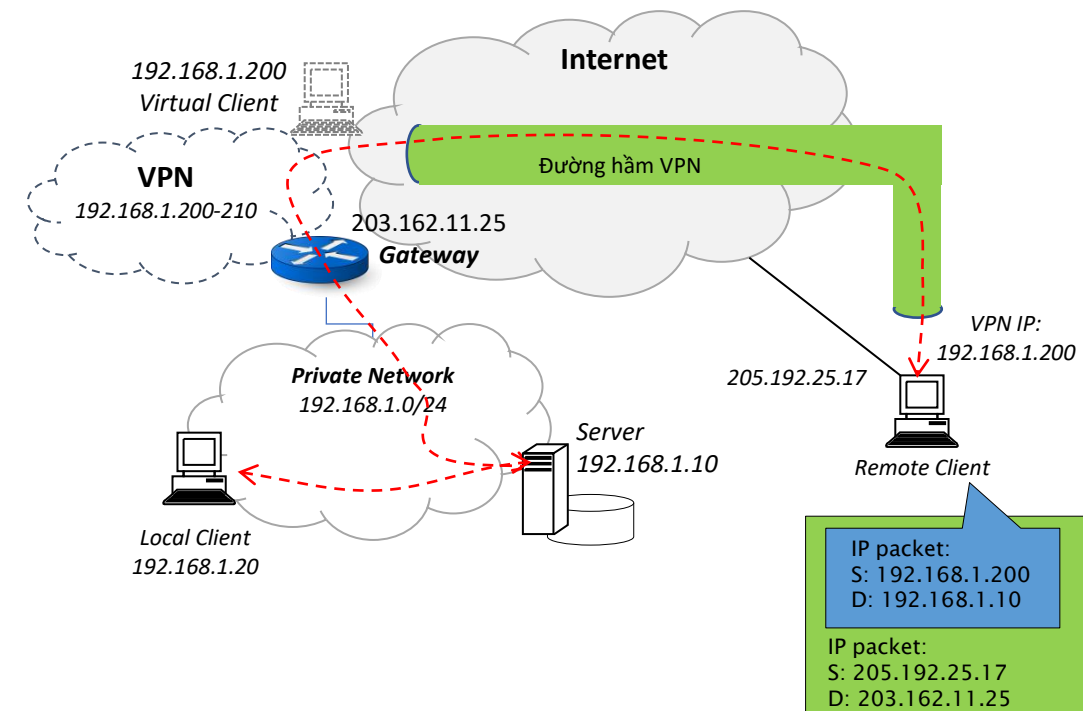 Internet
192.168.1.200
Virtual Client
Đường hầm VPN
VPN
192.168.1.200-210
203.162.11.25
Gateway
VPN IP:
192.168.1.200
205.192.25.17
Private Network
192.168.1.0/24
Server
192.168.1.10
Remote Client
Local Client
192.168.1.20
IP packet:
S: 192.168.1.200
D: 192.168.1.10
IP packet:
S: 205.192.25.17
D: 203.162.11.25